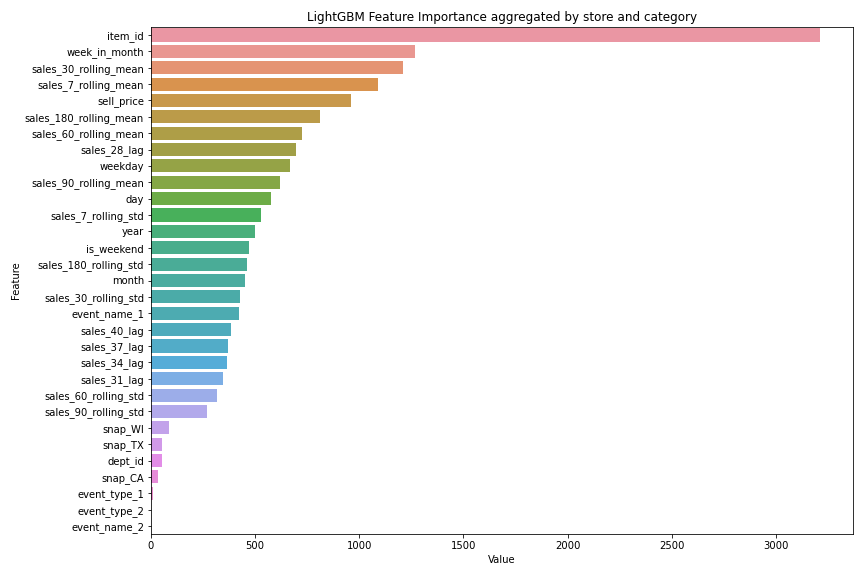 LightGBM Feature Importance aggregated by store and category
item_id
week_in_month
sales_30_rolling_mean
sales_7_rolling_mean
sell_price
sales_180_rolling_mean
sales_60_rolling_mean
sales_28_lag
weekday
sales_90_rolling_mean
day
sales_7_rolling_std
year
is_weekend
sales_180_rolling_std
month
sales_30_rolling_std
event_name_1
sales_40_lag
sales_37_lag
sales_34_lag
sales_31_lag
sales_60_rolling_std
sales_90_rolling_std
snap_WI
snap_TX
dept_id
snap_CA
event_type_1
event_type_2
event_name_2
Feature
0 500 1000 1500 2000 2500 3000
Value